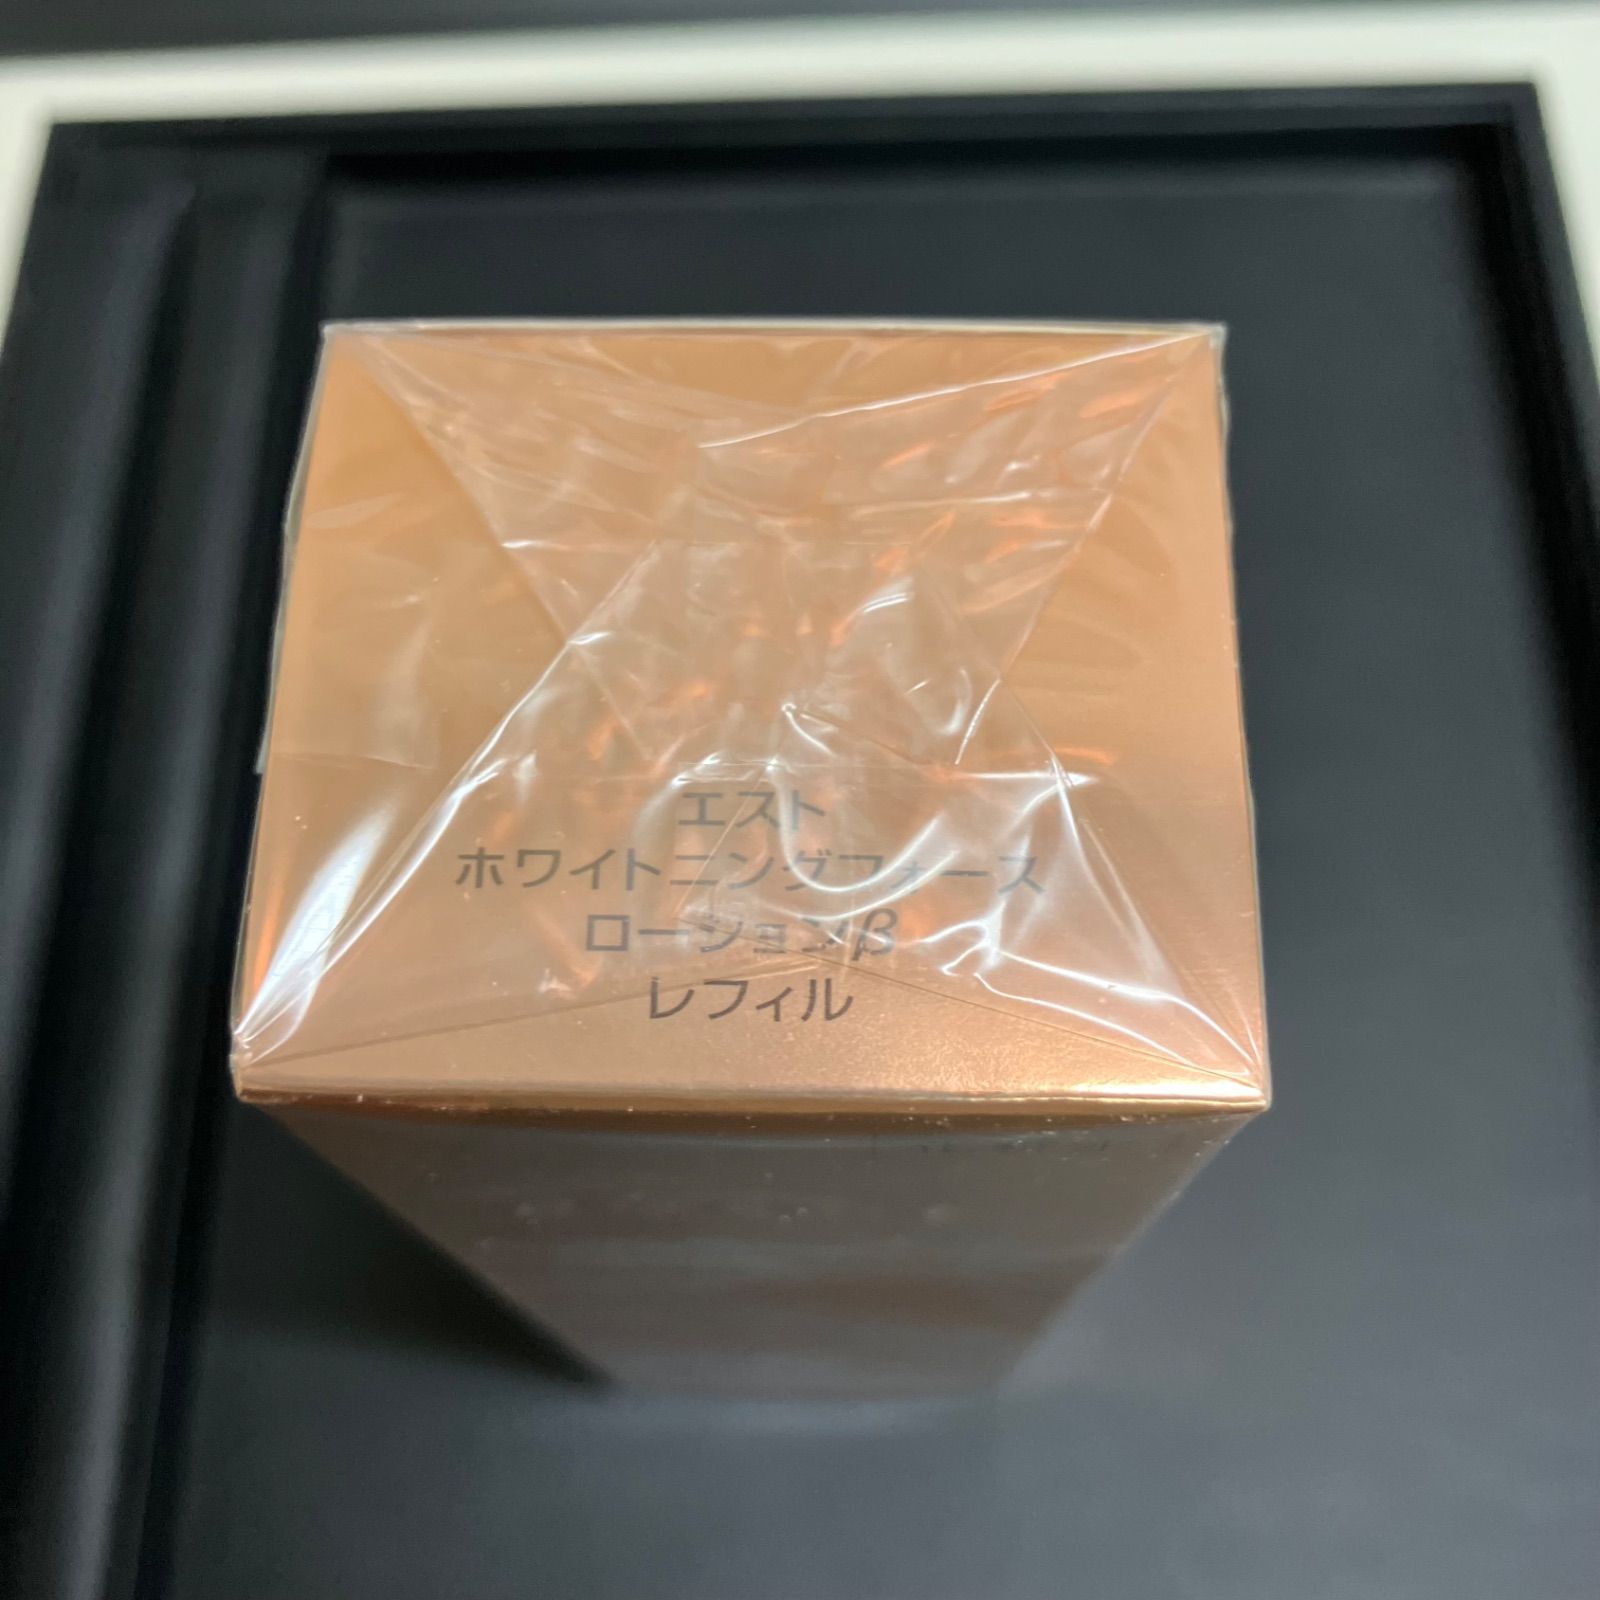 エスト
ホワイトニングフォース
ローションβ
レフィル